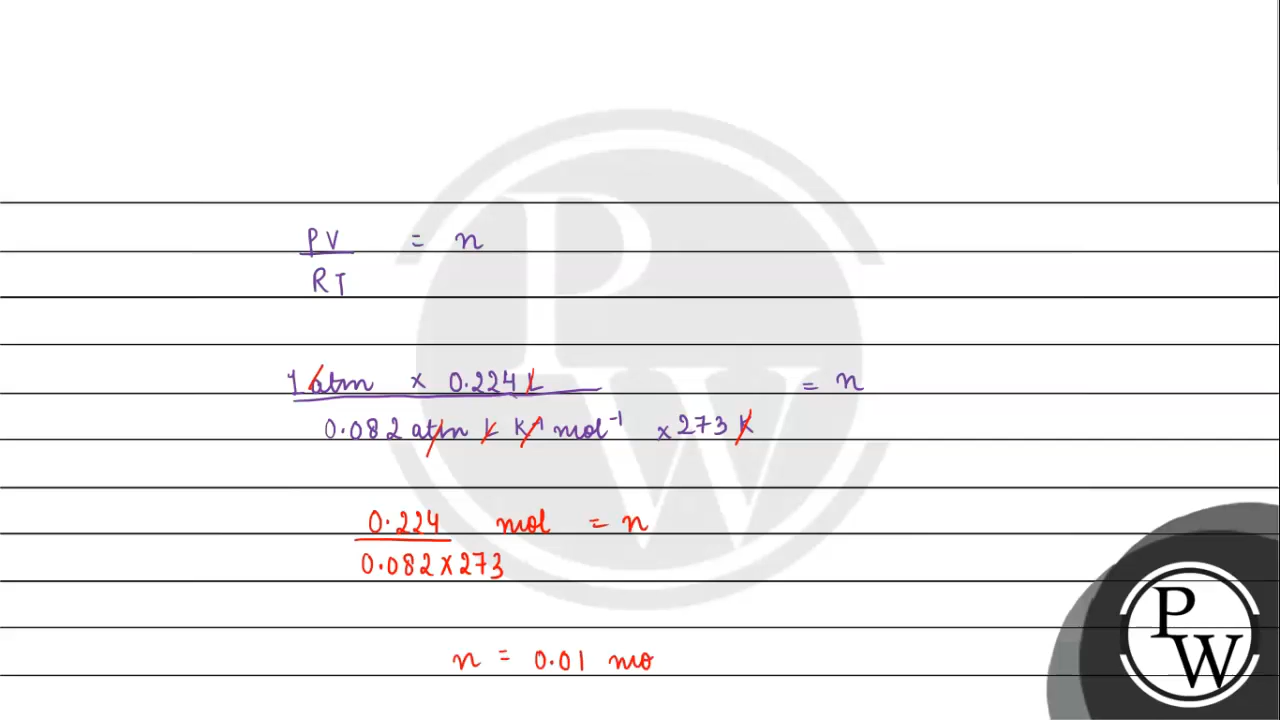 PV = n
RT
1 atm × 0.224 L = n
0.082 atm L K⁻¹ mol⁻¹ × 273 K
0.224 mol = n
0.082 × 273
n = 0.01 mo
P
W
P
W